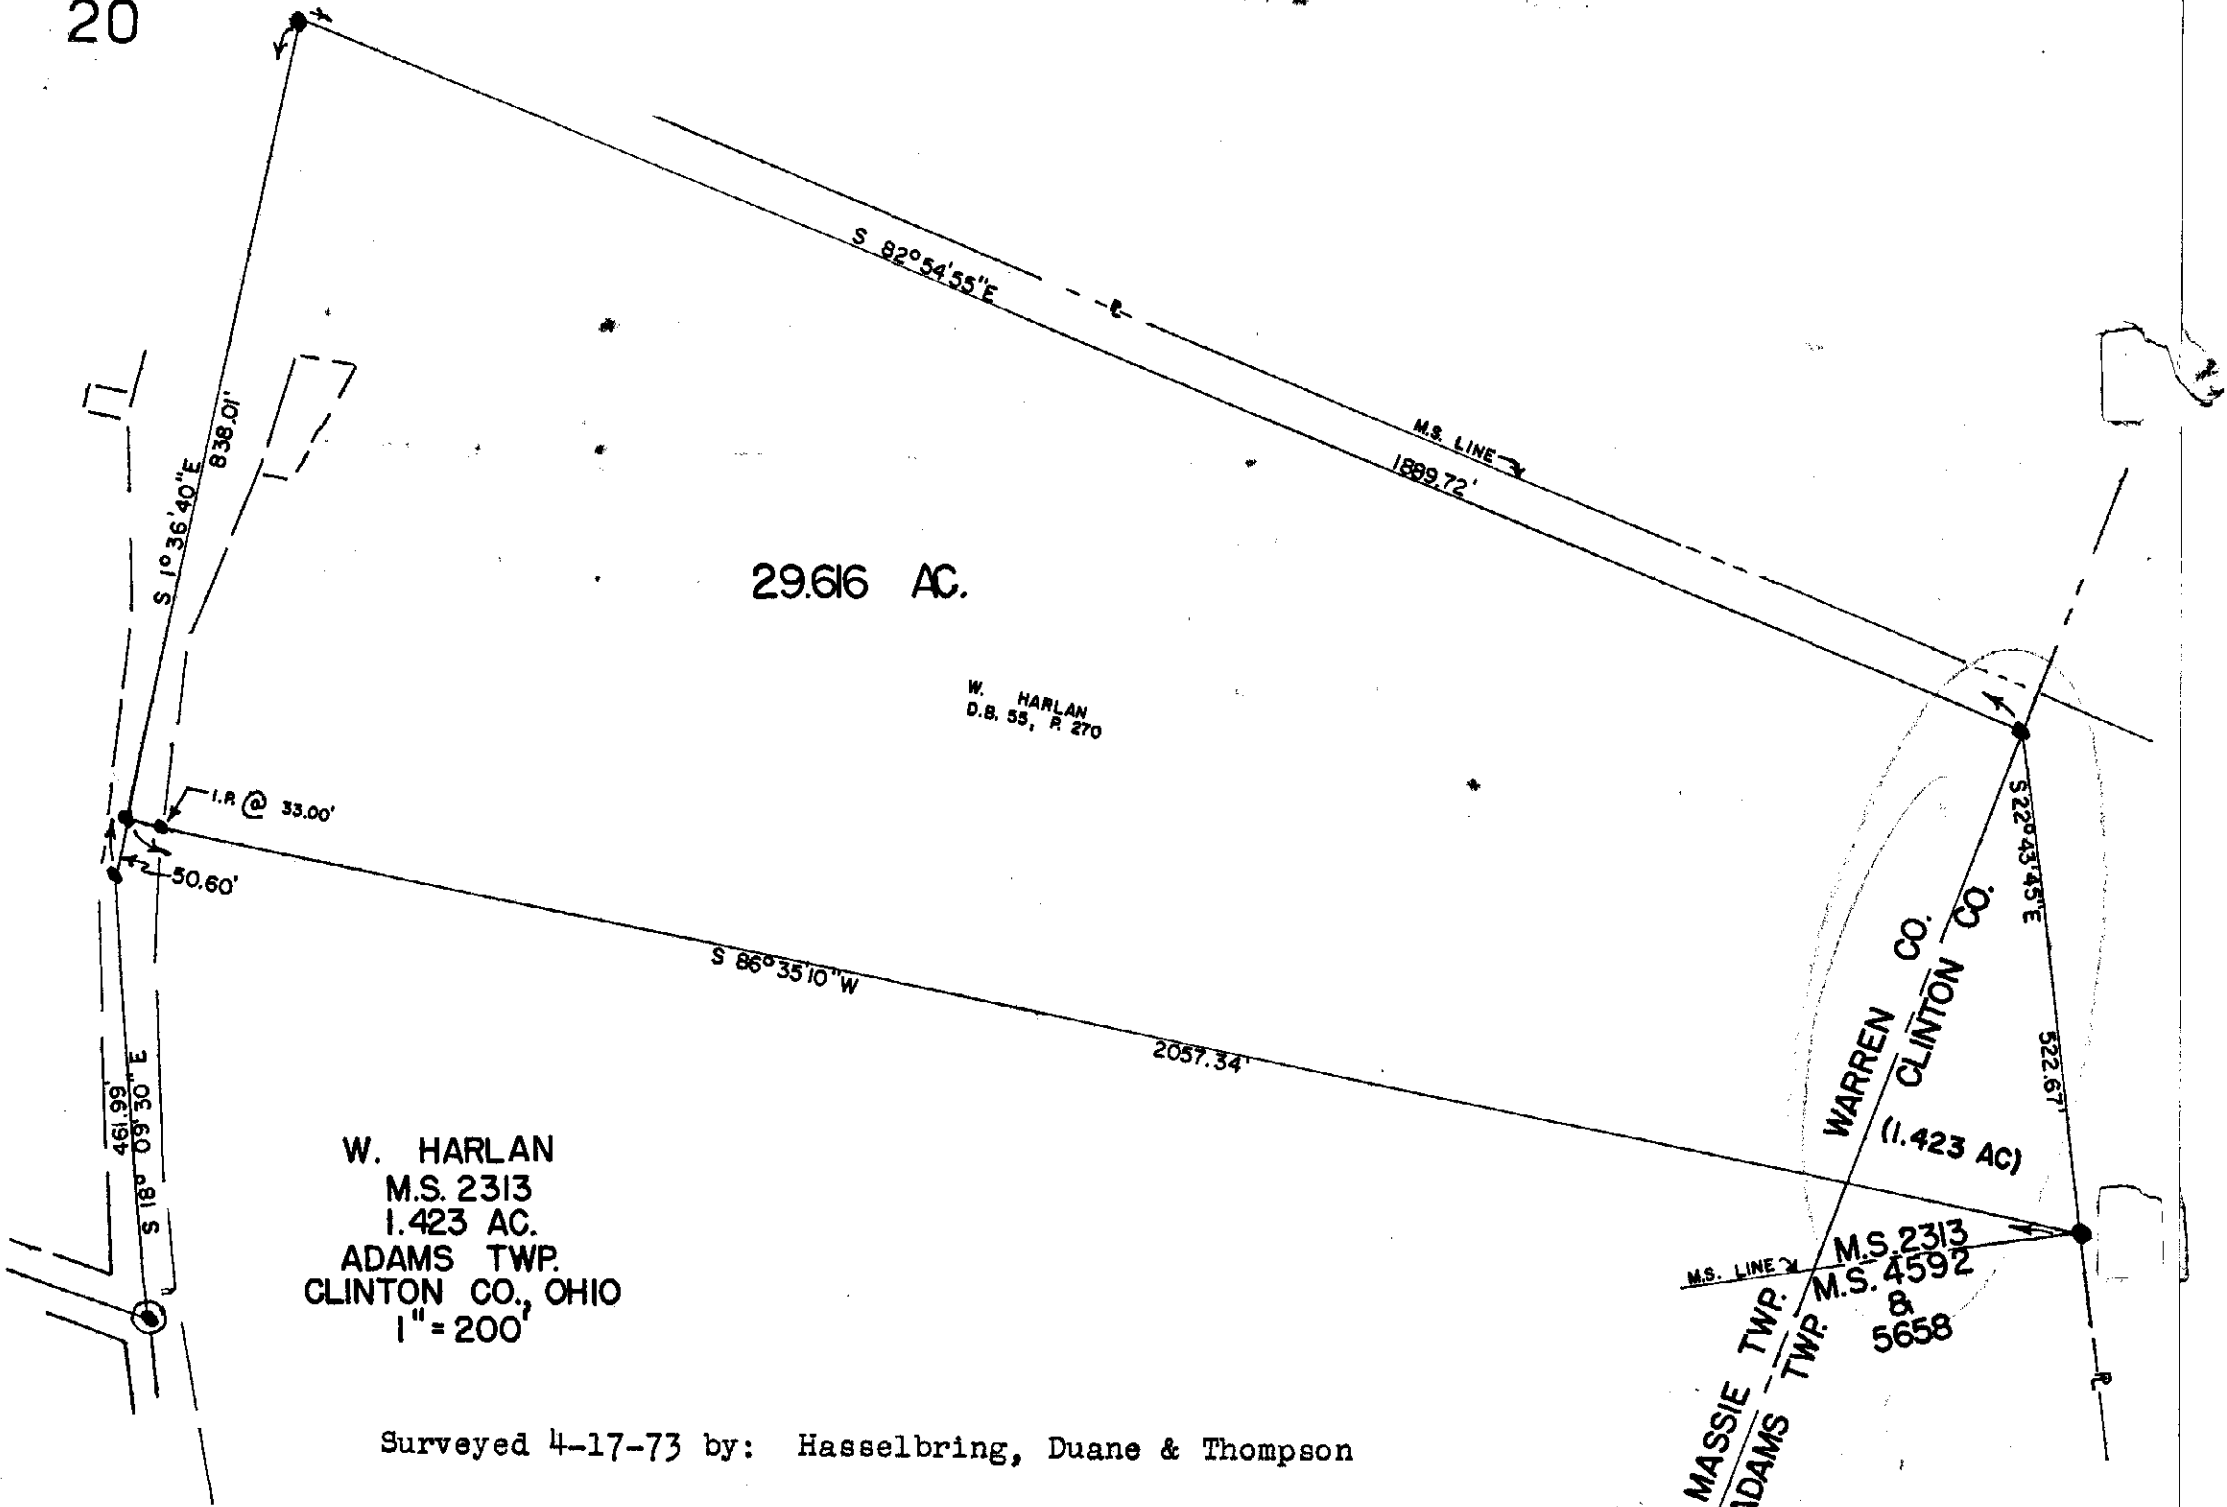 20
S 82°54'55"E
M.S. LINE
1889.72'
838.01'
S 1°36'40"E
29.616 AC.
W. HARLAN
D.B. 55, P. 270
I.P. @ 33.00'
50.60'
S22°43'45"E
522.67'
S 86°35'10"W
2057.34'
WARREN CO.
CLINTON CO.
(1.423 AC)
461.99'
S 18° 09'30" E
W. HARLAN
M.S. 2313
1.423 AC.
ADAMS TWP.
CLINTON CO., OHIO
1" = 200'
M.S. LINE
M.S. 2313
M.S. 4592
&
5658
MASSIE TWP.
ADAMS TWP.
Surveyed 4-17-73 by: Hasselbring, Duane & Thompson